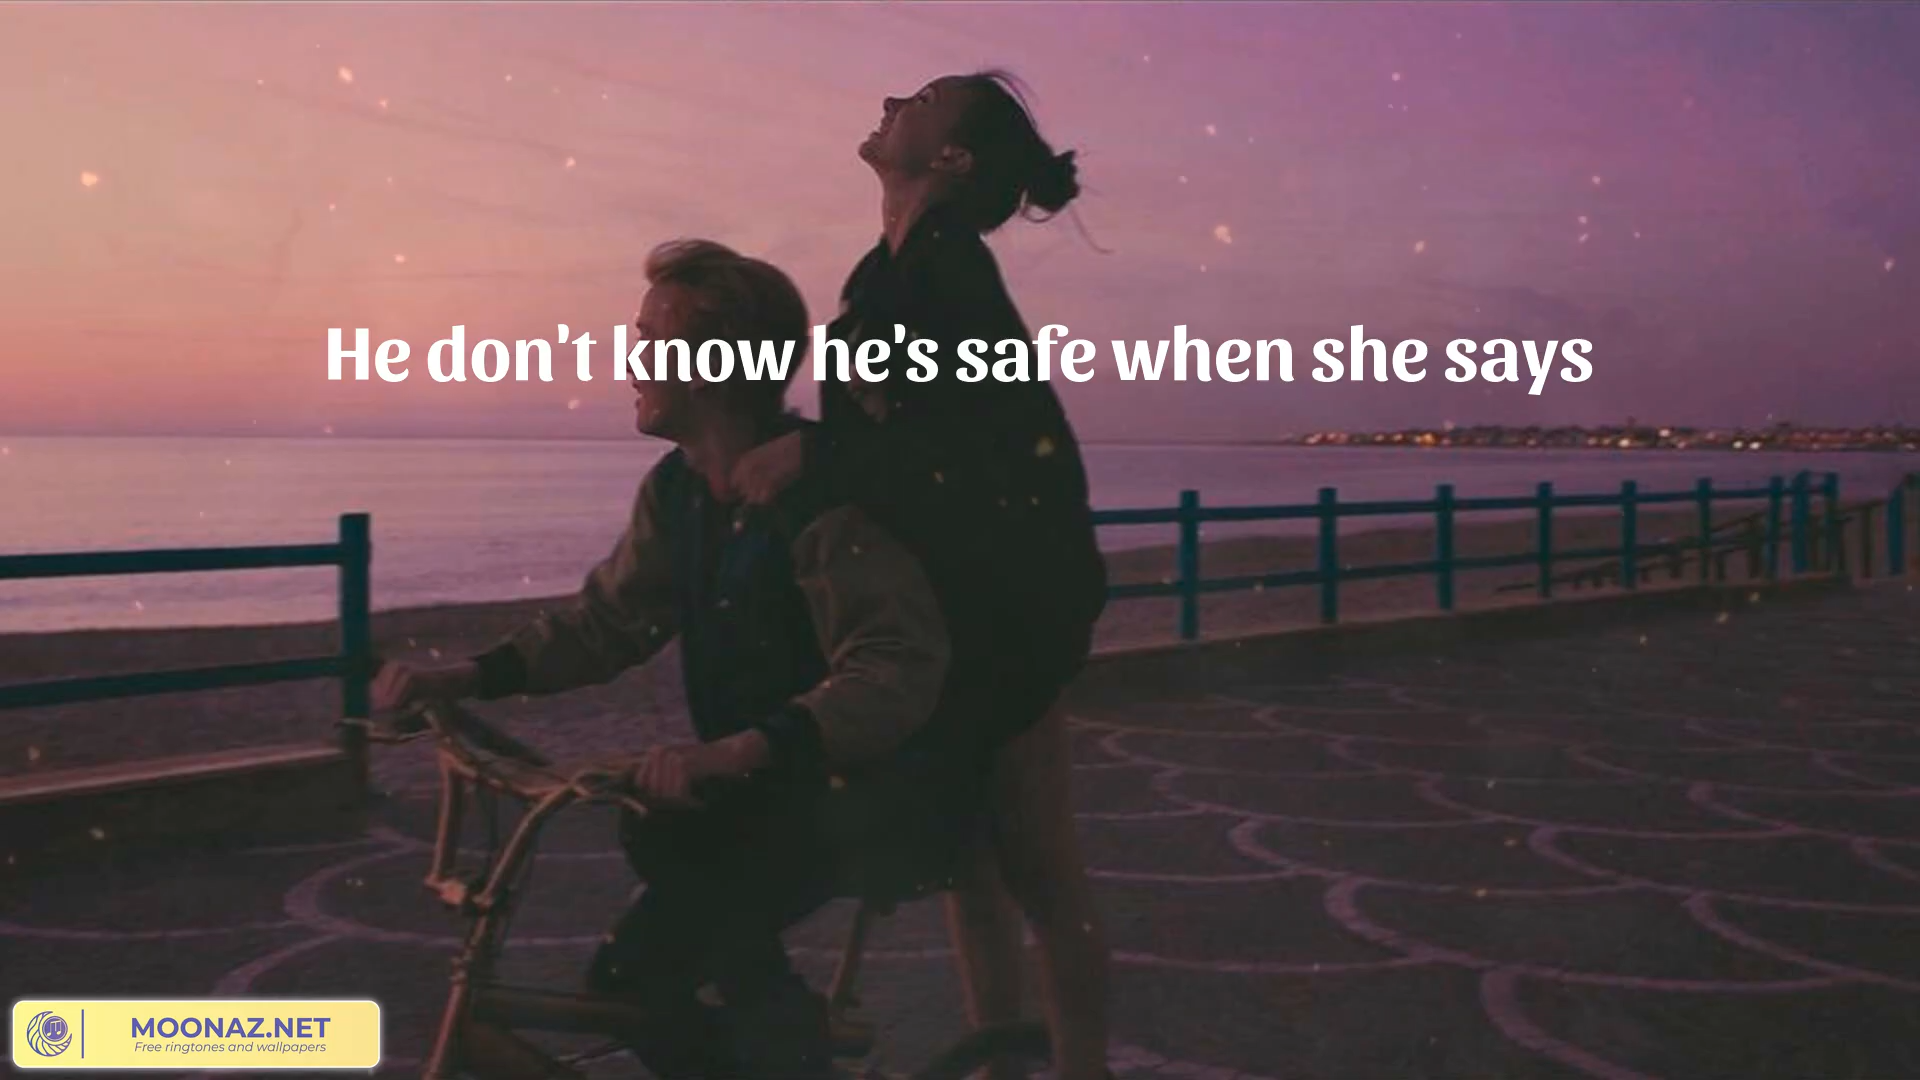 He don't know he's safe when she says
MOONAZ.NET
Free ringtones and wallpapers